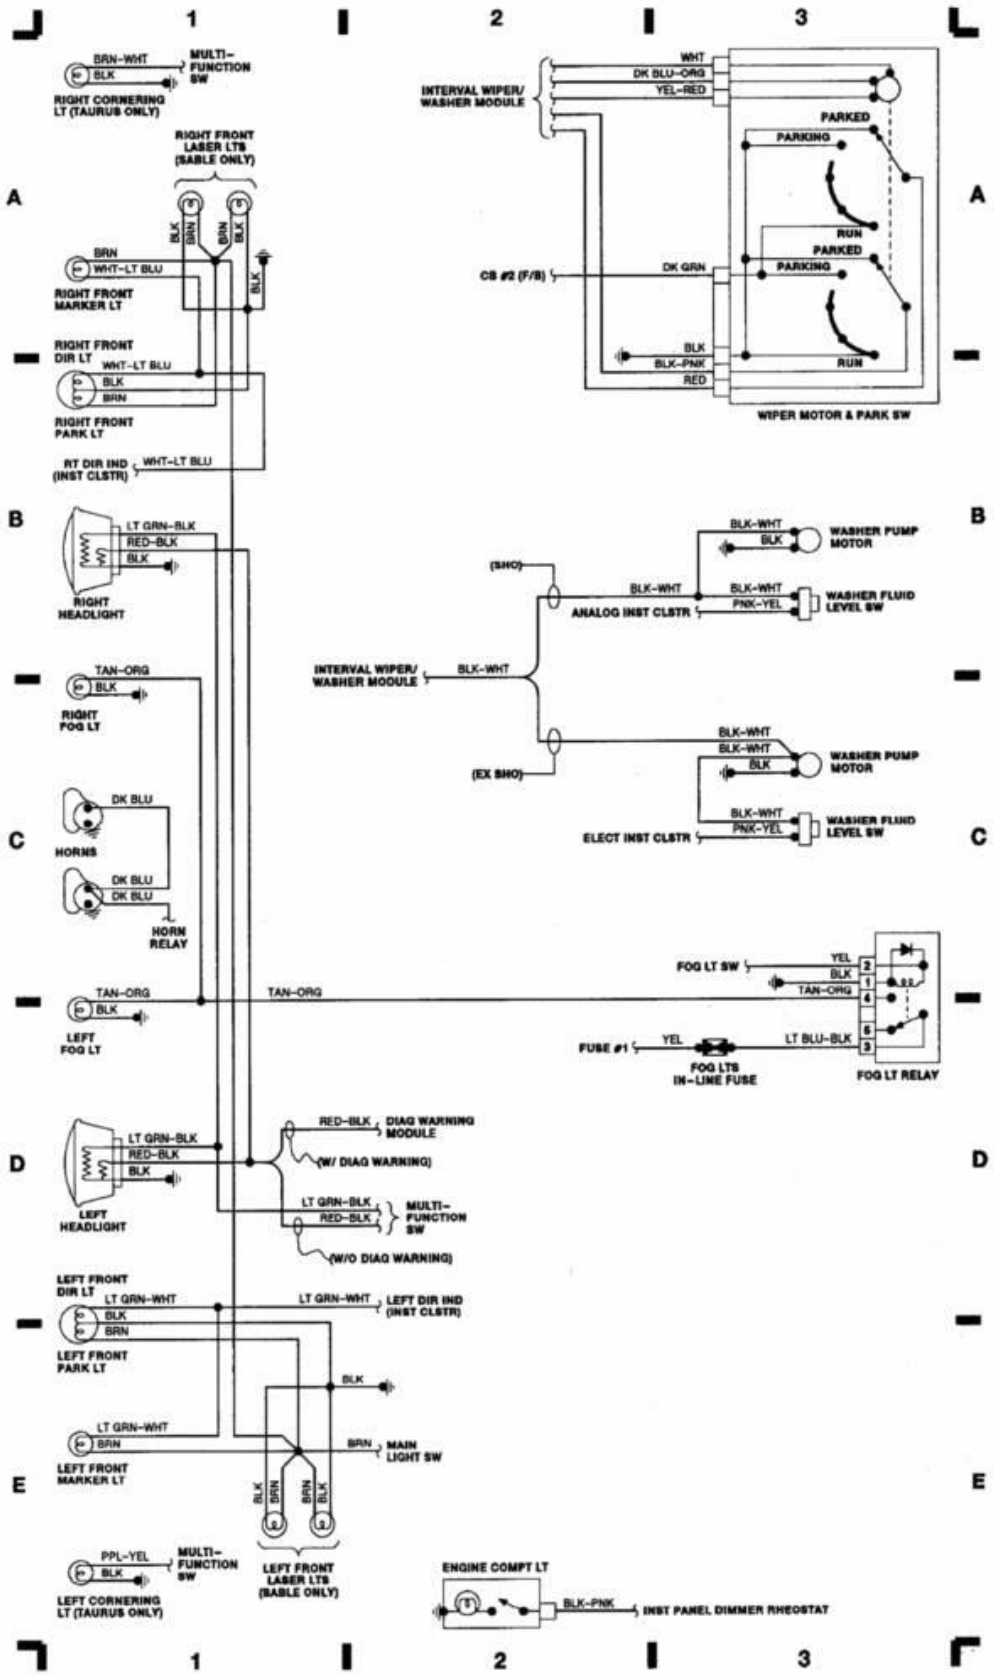 1
2
3
BRN-WHT
BLK
MULTI-
FUNCTION
SW
RIGHT CORNERING
LT (TAURUS ONLY)
RIGHT FRONT
LASER LTS
(SABLE ONLY)
A
BLK
BRN
BRN
BLK
BLK
BRN
WHT-LT BLU
RIGHT FRONT
MARKER LT
RIGHT FRONT
DIR LT
WHT-LT BLU
BLK
BRN
RIGHT FRONT
PARK LT
RT DIR IND
(INST CLSTR)
WHT-LT BLU
INTERVAL WIPER/
WASHER MODULE
WHT
DK BLU-ORG
YEL-RED
PARKED
PARKING
A
RUN
PARKED
CB #2 (F/B)
DK GRN
PARKING
BLK
BLK-PNK
RED
RUN
WIPER MOTOR & PARK SW
B
LT GRN-BLK
RED-BLK
BLK
RIGHT
HEADLIGHT
B
BLK-WHT
BLK
WASHER PUMP
MOTOR
(SHO)
BLK-WHT
BLK-WHT
PNK-YEL
WASHER FLUID
LEVEL SW
ANALOG INST CLSTR
INTERVAL WIPER/
WASHER MODULE
BLK-WHT
TAN-ORG
BLK
RIGHT
FOG LT
(EX SHO)
BLK-WHT
BLK-WHT
BLK
WASHER PUMP
MOTOR
BLK-WHT
PNK-YEL
WASHER FLUID
LEVEL SW
ELECT INST CLSTR
C
DK BLU
HORNS
DK BLU
DK BLU
HORN
RELAY
C
TAN-ORG
BLK
TAN-ORG
LEFT
FOG LT
FOG LT SW
YEL
2
BLK
1
TAN-ORG
4
5
FUSE #1
YEL
LT BLU-BLK
3
FOG LTS
IN-LINE FUSE
FOG LT RELAY
D
LT GRN-BLK
RED-BLK
BLK
LEFT
HEADLIGHT
RED-BLK
DIAG WARNING
MODULE
(W/ DIAG WARNING)
LT GRN-BLK
RED-BLK
MULTI-
FUNCTION
SW
(W/O DIAG WARNING)
D
LEFT FRONT
DIR LT
LT GRN-WHT
BLK
BRN
LEFT FRONT
PARK LT
LT GRN-WHT
LEFT DIR IND
(INST CLSTR)
BLK
LT GRN-WHT
BRN
LEFT FRONT
MARKER LT
BRN
MAIN
LIGHT SW
E
BLK
BRN
BRN
BLK
E
LEFT FRONT
LASER LTS
(SABLE ONLY)
PPL-YEL
BLK
MULTI-
FUNCTION
SW
LEFT CORNERING
LT (TAURUS ONLY)
ENGINE COMPT LT
BLK-PNK
INST PANEL DIMMER RHEOSTAT
1
2
3